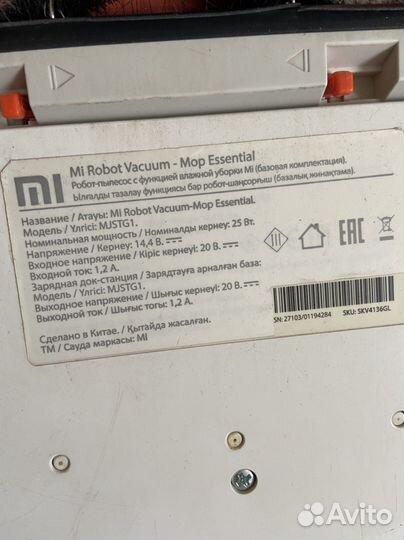 mi
Mi Robot Vacuum - Mop Essential
Робот-пылесос с функцией влажной уборки Mi (базовая комплектация).
Ылғалды тазалау функциясы бар робот-шаңсорғыш (базалық жинақтама).
Название / Атауы: Mi Robot Vacuum-Mop Essential.
Модель / Үлгісі: MJSTG1.
Номинальная мощность / Номиналды кернеу: 25 Вт.
Напряжение / Кернеу: 14,4 В
Входное напряжение / Кіріс кернеуі: 20 В
Входной ток: 1,2 А.
Зарядная док-станция / Зарядтауға арналған база:
Модель / Үлгісі: MJSTG1.
Выходное напряжение / Шығыс кернеуі: 20 В
Выходной ток / Шығыс тогы: 1,2 А.
Сделано в Китае. / Қытайда жасалған.
ТМ / Сауда маркасы: MI
EAC
SN: 27103/01194284 SKU: SKV4136GL
Avito